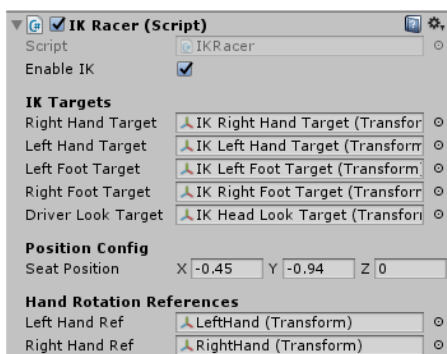 IK Racer (Script)
Script IKRacer
Enable IK
IK Targets
Right Hand Target IK Right Hand Target (Transfor
Left Hand Target IK Left Hand Target (Transform
Left Foot Target IK Left Foot Target (Transform)
Right Foot Target IK Right Foot Target (Transforr
Driver Look Target IK Head Look Target (Transfori
Position Config
Seat Position X -0.45 Y -0.94 Z 0
Hand Rotation References
Left Hand Ref LeftHand (Transform)
Right Hand Ref RightHand (Transform)